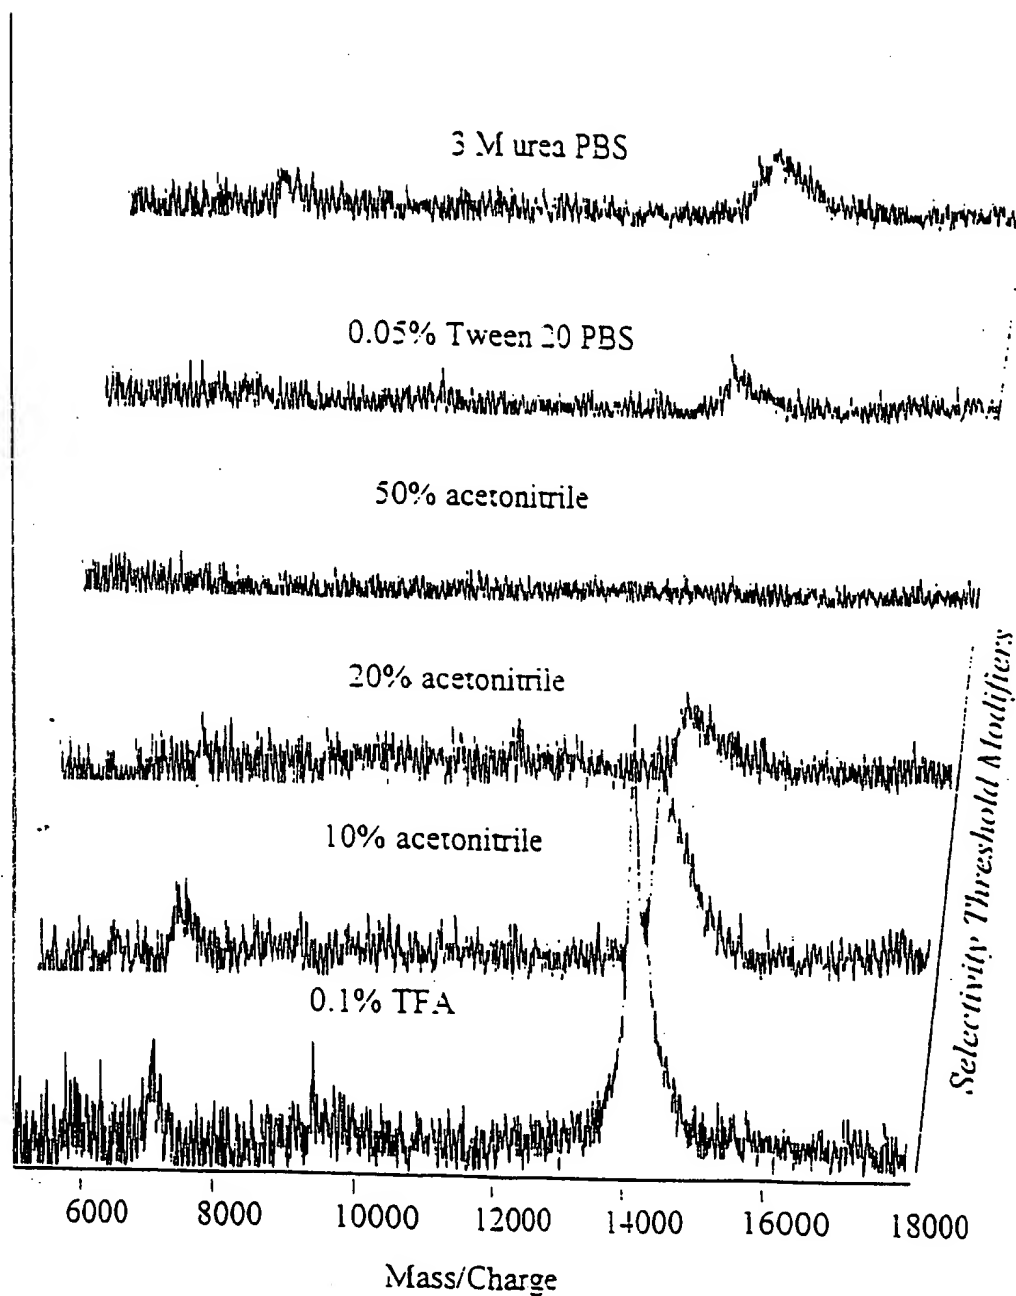 3 M urea PBS
0.05% Tween 20 PBS
50% acetonitrile
20% acetonitrile
10% acetonitrile
0.1% TFA
Selectivity Threshold Modifiers
6000 8000 10000 12000 14000 16000 18000
Mass/Charge